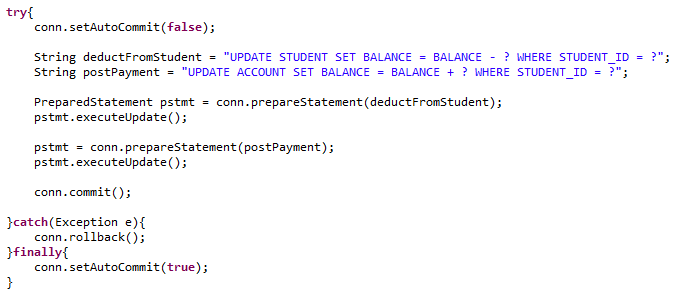 try{
conn.setAutoCommit(false);
String deductFromStudent = "UPDATE STUDENT SET BALANCE = BALANCE - ? WHERE STUDENT_ID = ?";
String postPayment = "UPDATE ACCOUNT SET BALANCE = BALANCE + ? WHERE STUDENT_ID = ?";
PreparedStatement pstmt = conn.prepareStatement(deductFromStudent);
pstmt.executeUpdate();
pstmt = conn.prepareStatement(postPayment);
pstmt.executeUpdate();
conn.commit();
}catch(Exception e){
conn.rollback();
}finally{
conn.setAutoCommit(true);
}